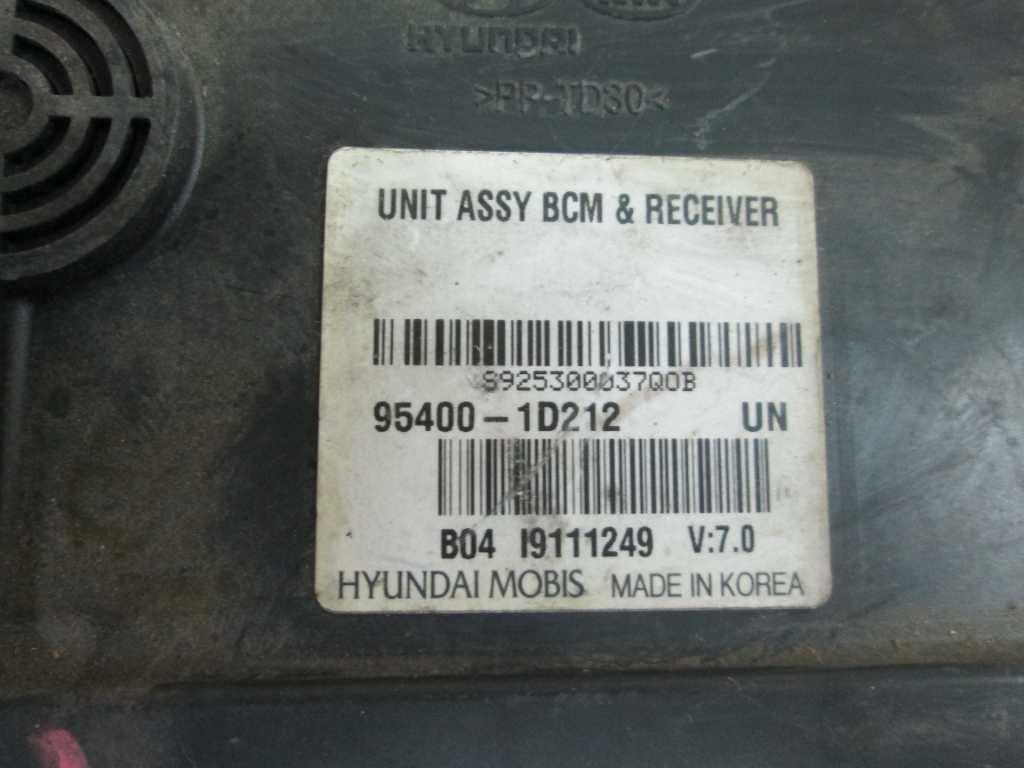 HYUNDAI
>PP-TD30<
UNIT ASSY BCM & RECEIVER
S925300037QOB
95400-1D212 UN
B04 I9111249 V:7.0
HYUNDAI MOBIS MADE IN KOREA